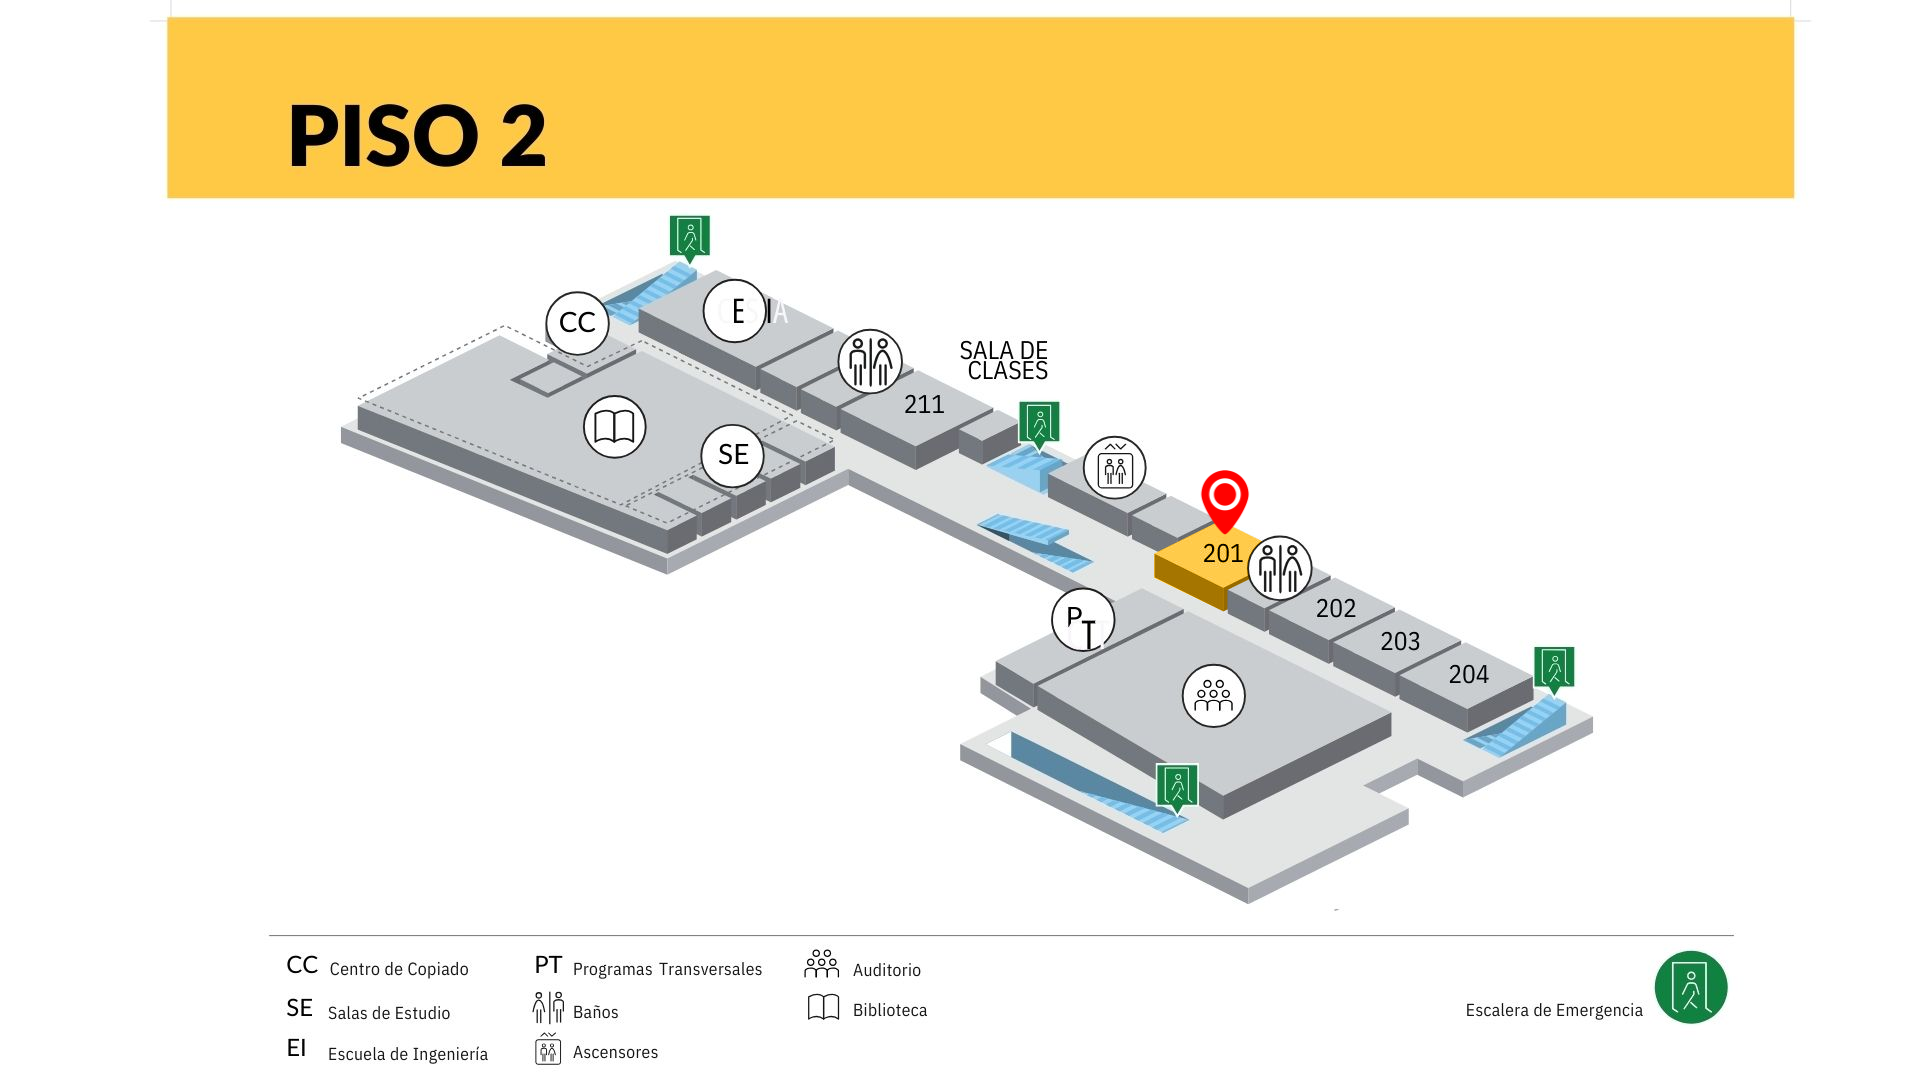 PISO 2
EI
CC
SALA DE
CLASES
211
SE
201
202
PT
203
204
CC Centro de Copiado
SE Salas de Estudio
EI Escuela de Ingeniería
PT Programas Transversales
Baños
Ascensores
Auditorio
Biblioteca
Escalera de Emergencia